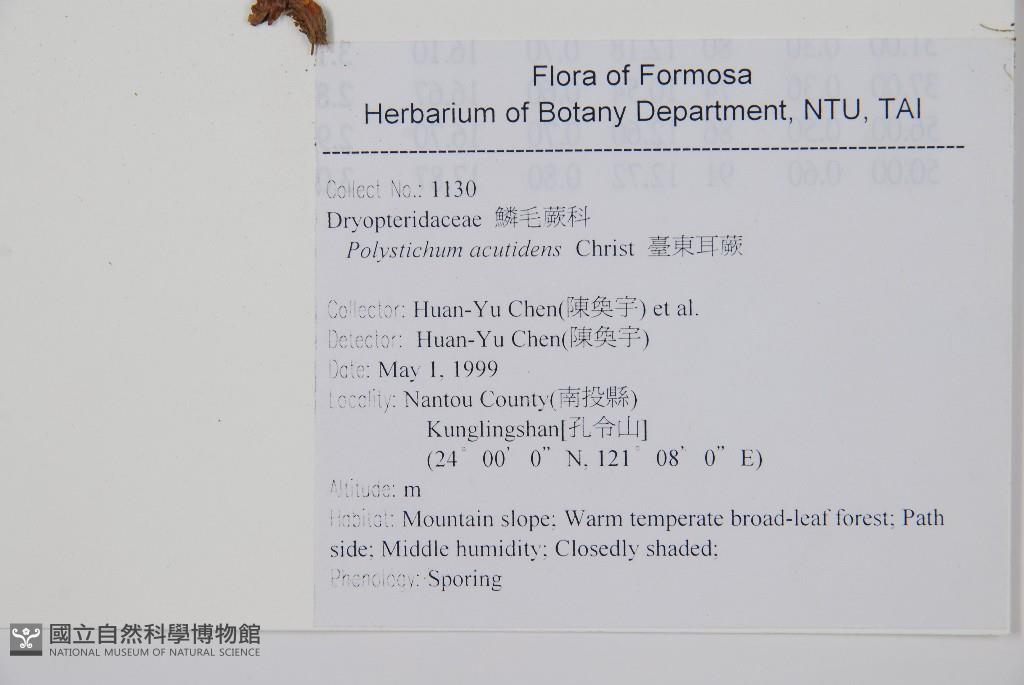 Flora of Formosa
Herbarium of Botany Department, NTU, TAI
Collect No.: 1130
Dryopteridaceae 鱗毛蕨科
Polystichum acutidens Christ 臺東耳蕨
Collector: Huan-Yu Chen(陳奐宇) et al.
Detector: Huan-Yu Chen(陳奐宇)
Date: May 1, 1999
Locality: Nantou County(南投縣)
Kunglingshan[孔令山]
(24° 00' 0" N, 121° 08' 0" E)
Altitude: m
Habitat: Mountain slope; Warm temperate broad-leaf forest; Path
side; Middle humidity; Closedly shaded;
Phenology: Sporing
國立自然科學博物館
NATIONAL MUSEUM OF NATURAL SCIENCE